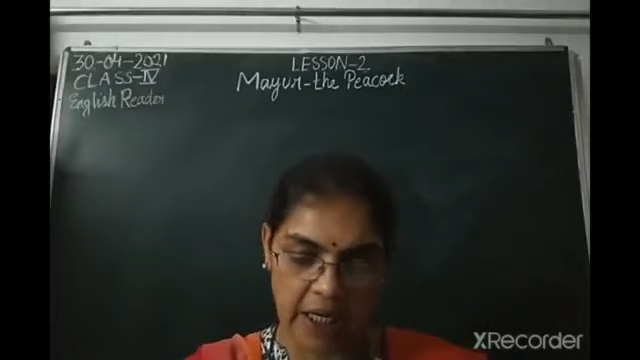 30-04-2021
CLASS-IV
English Reader
LESSON-2
Mayur-the Peacock
XRecorder